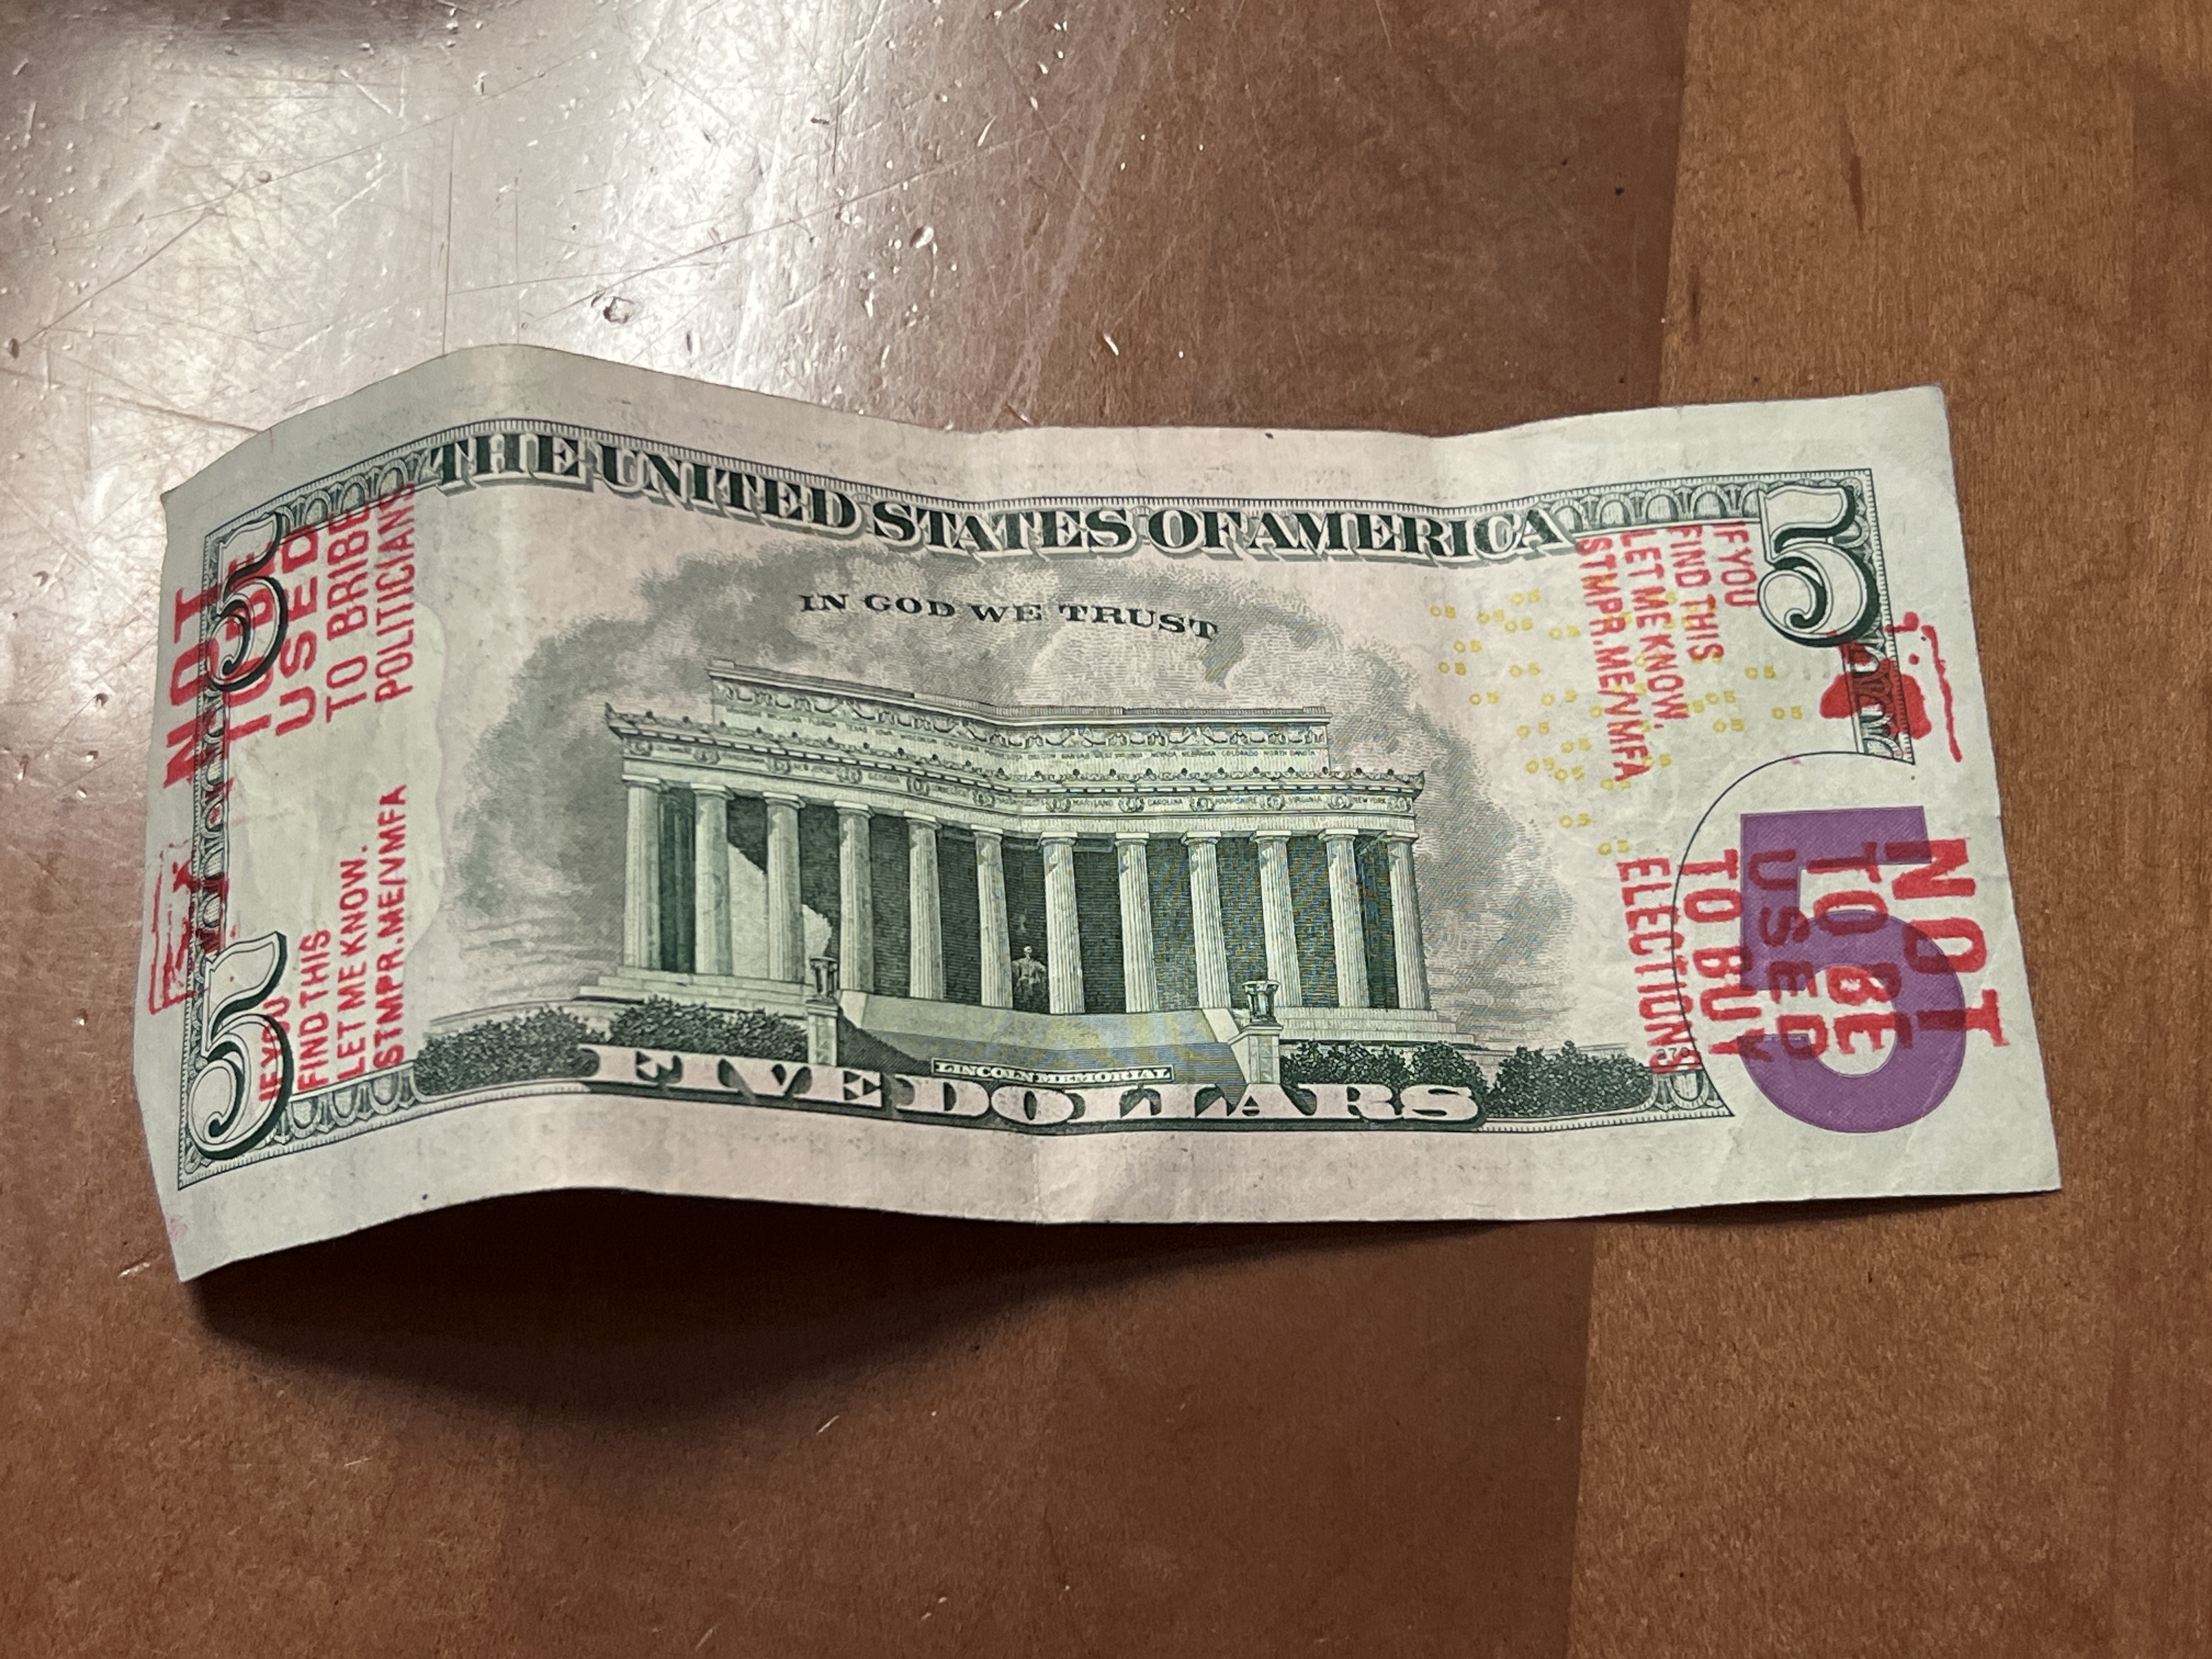 THE UNITED STATES OF AMERICA
IN GOD WE TRUST
LINCOLN MEMORIAL
FIVE DOLLARS
5
5
5
5
NOT
TO BE
USED
TO BRIBE
POLITICIANS
IF YOU
FIND THIS
LET ME KNOW.
STMPR.ME/VMFA
IF YOU
FIND THIS
LET ME KNOW.
STMPR.ME/VMFA
NOT
TO BE
USED
TO BUY
ELECTIONS